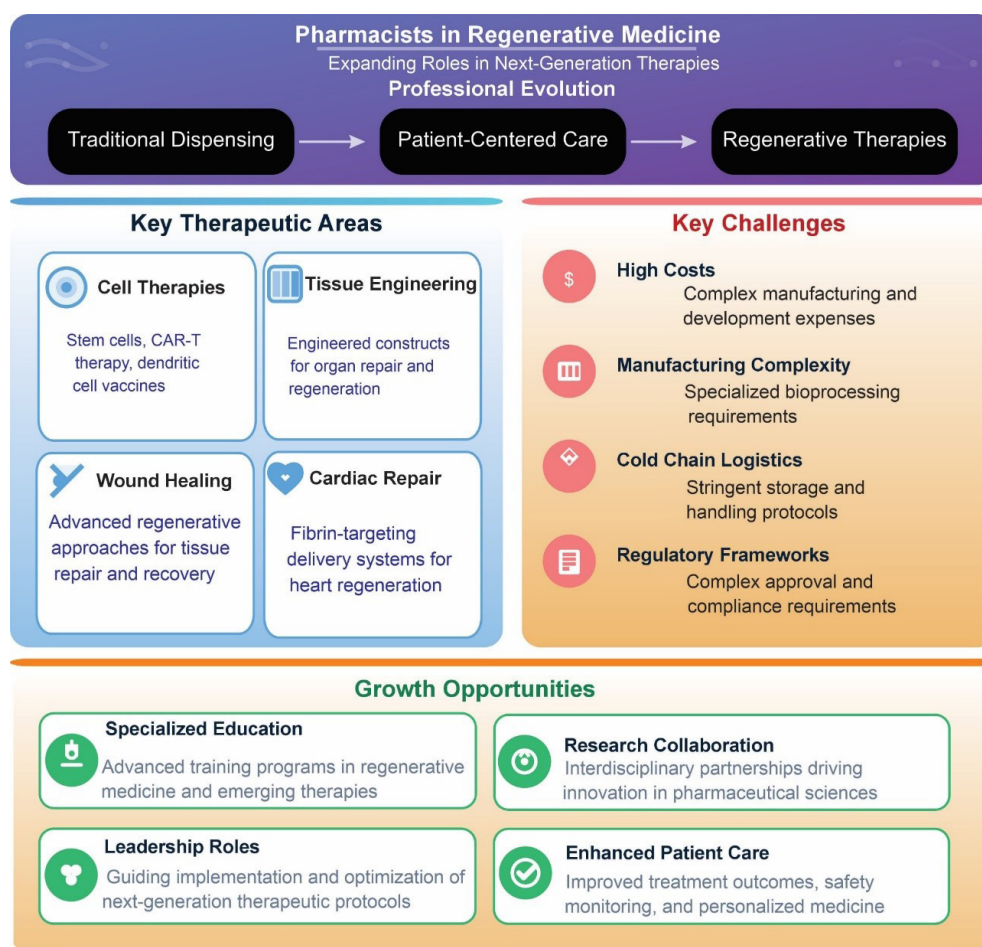 Pharmacists in Regenerative Medicine
Expanding Roles in Next-Generation Therapies
Professional Evolution
Traditional Dispensing
Patient-Centered Care
Regenerative Therapies
Key Therapeutic Areas
Cell Therapies
Stem cells, CAR-T
therapy, dendritic
cell vaccines
Tissue Engineering
Engineered constructs
for organ repair and
regeneration
Wound Healing
Advanced regenerative
approaches for tissue
repair and recovery
Cardiac Repair
Fibrin-targeting
delivery systems for
heart regeneration
Key Challenges
$
High Costs
Complex manufacturing and
development expenses
Manufacturing Complexity
Specialized bioprocessing
requirements
Cold Chain Logistics
Stringent storage and
handling protocols
Regulatory Frameworks
Complex approval and
compliance requirements
Growth Opportunities
Specialized Education
Advanced training programs in regenerative
medicine and emerging therapies
Research Collaboration
Interdisciplinary partnerships driving
innovation in pharmaceutical sciences
Leadership Roles
Guiding implementation and optimization of
next-generation therapeutic protocols
Enhanced Patient Care
Improved treatment outcomes, safety
monitoring, and personalized medicine